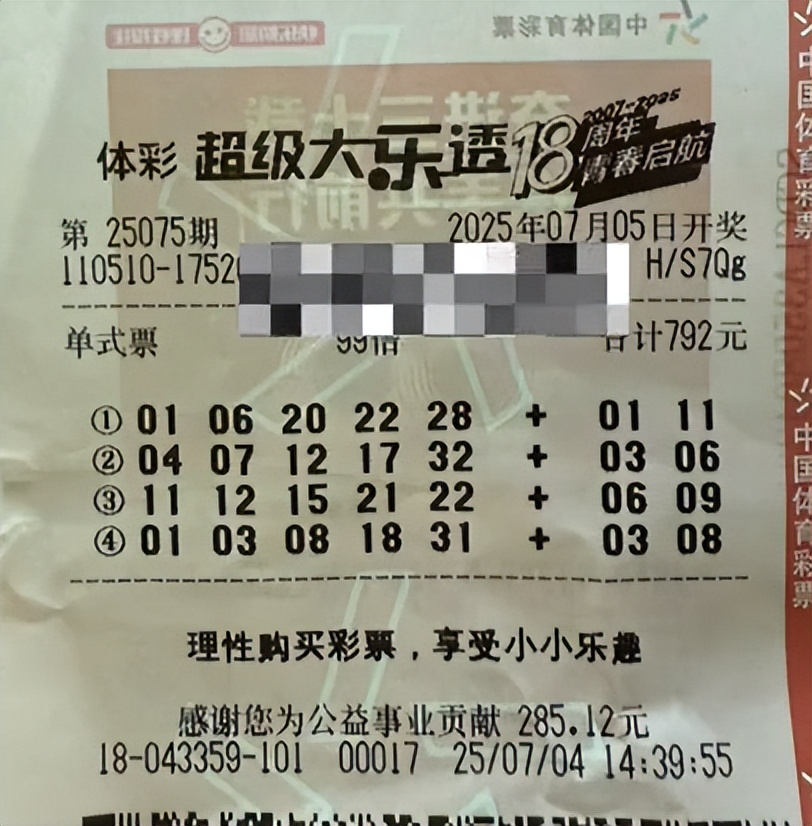 中国体育彩票
体彩 超级大乐透 18 2007-2025 周年 青春启航
第 25075期 2025年07月05日开奖
110510-1752 H/S7Qg
单式票 99倍 合计792元
① 01 06 20 22 28 + 01 11
② 04 07 12 17 32 + 03 06
③ 11 12 15 21 22 + 06 09
④ 01 03 08 18 31 + 03 08
理性购买彩票，享受小小乐趣
感谢您为公益事业贡献 285.12元
18-043359-101 00017 25/07/04 14:39:55
中国体育彩票
中国体育彩票